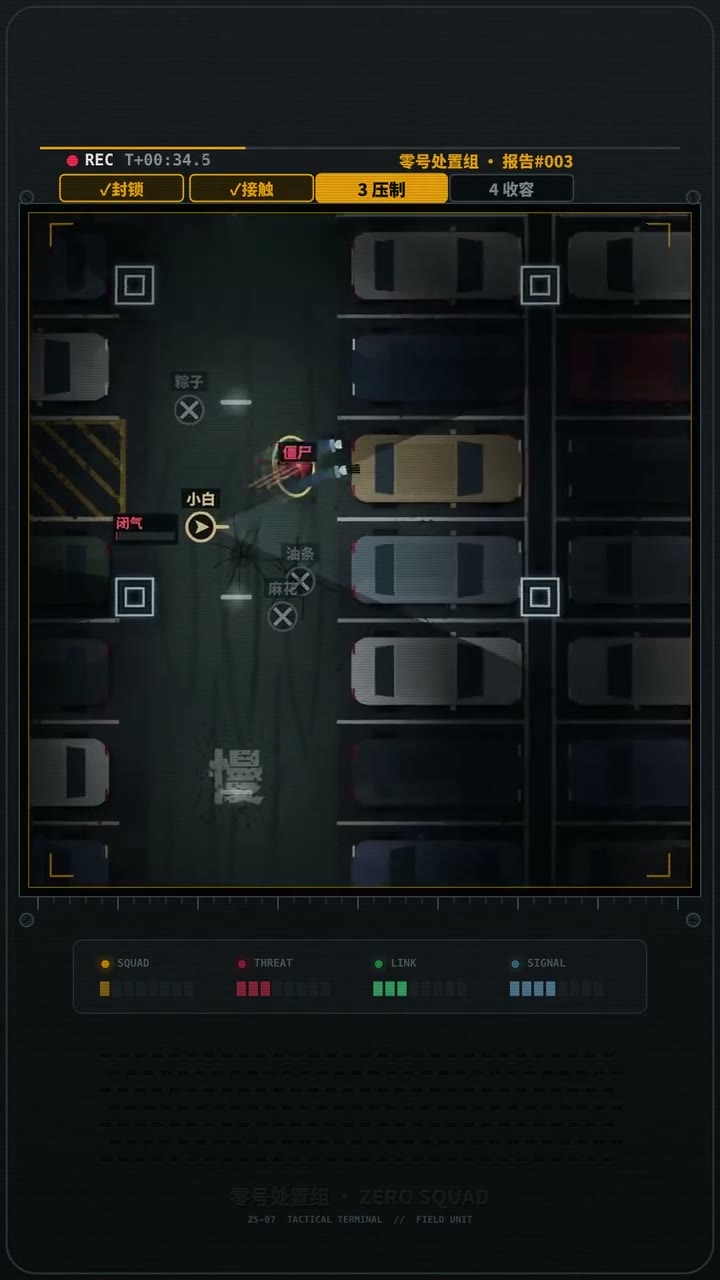 REC T+00:34.5
零号处置组 · 报告#003
✓封锁
✓接触
3 压制
4 收容
粽子
僵尸
小白
闭气
油条
麻花
慢
SQUAD
THREAT
LINK
SIGNAL
零号处置组 · ZERO SQUAD
ZS-07 TACTICAL TERMINAL // FIELD UNIT